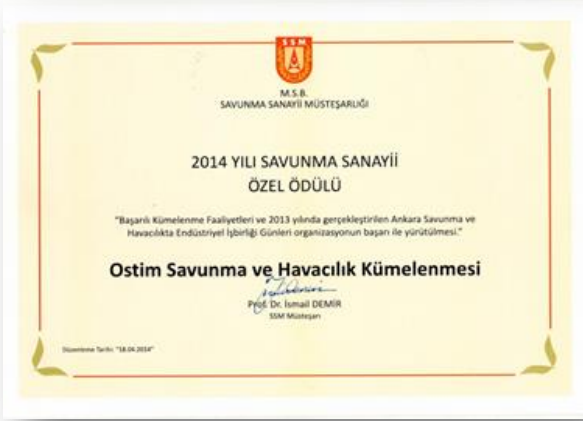 SSM
M.S.B.
SAVUNMA SANAYİİ MÜSTEŞARLIĞI
2014 YILI SAVUNMA SANAYİİ
ÖZEL ÖDÜLÜ
"Başarılı Kümelenme Faaliyetleri ve 2013 yılında gerçekleştirilen Ankara Savunma ve
Havacılıkta Endüstriyel İşbirliği Günleri organizasyonun başarı ile yürütülmesi."
Ostim Savunma ve Havacılık Kümelenmesi
Prof. Dr. İsmail DEMİR
SSM Müsteşarı
Düzenleme Tarihi: "18.04.2014"